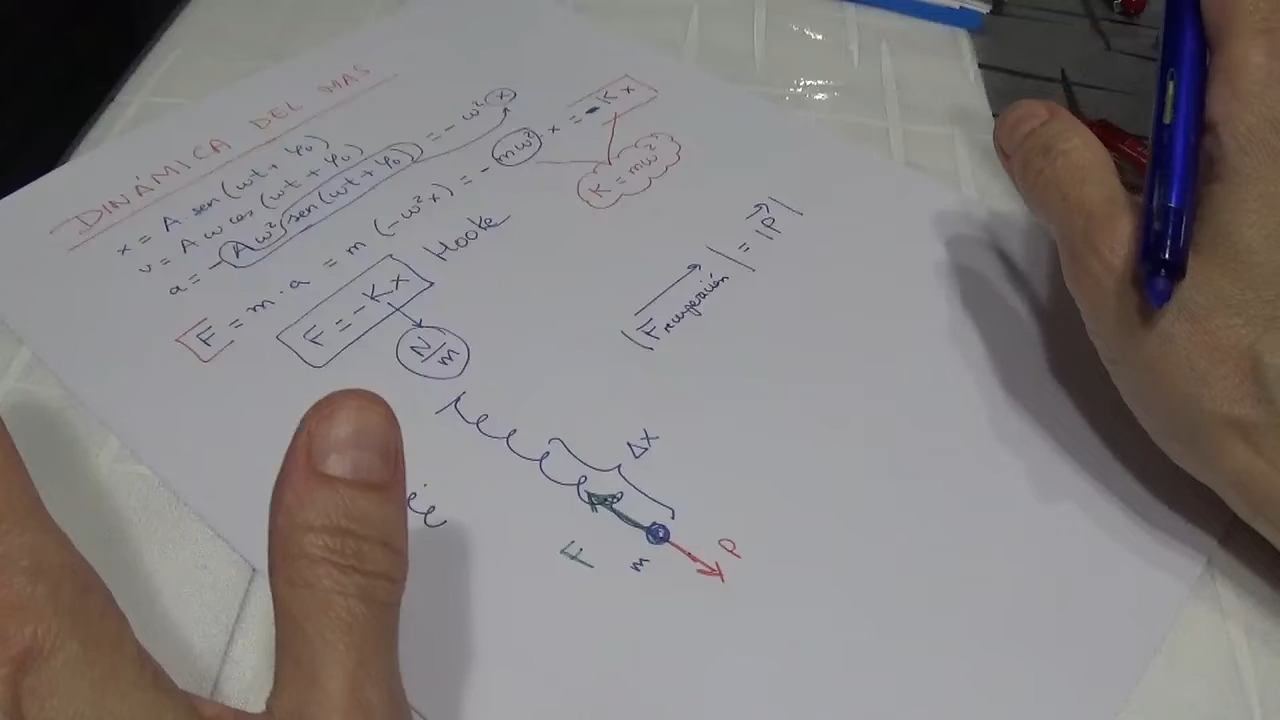 DINÁMICA DEL MAS
x = A sen (ωt + φ₀)
v = A ω cos (ωt + φ₀)
a = - A ω² sen (ωt + φ₀) = - ω² x
F = m · a = m (-ω² x) = - mω² · x = - K x
K = mω²
F = - K x Hooke
N/m
|F⃗recuperación| = |P⃗|
Δx
F
m
P